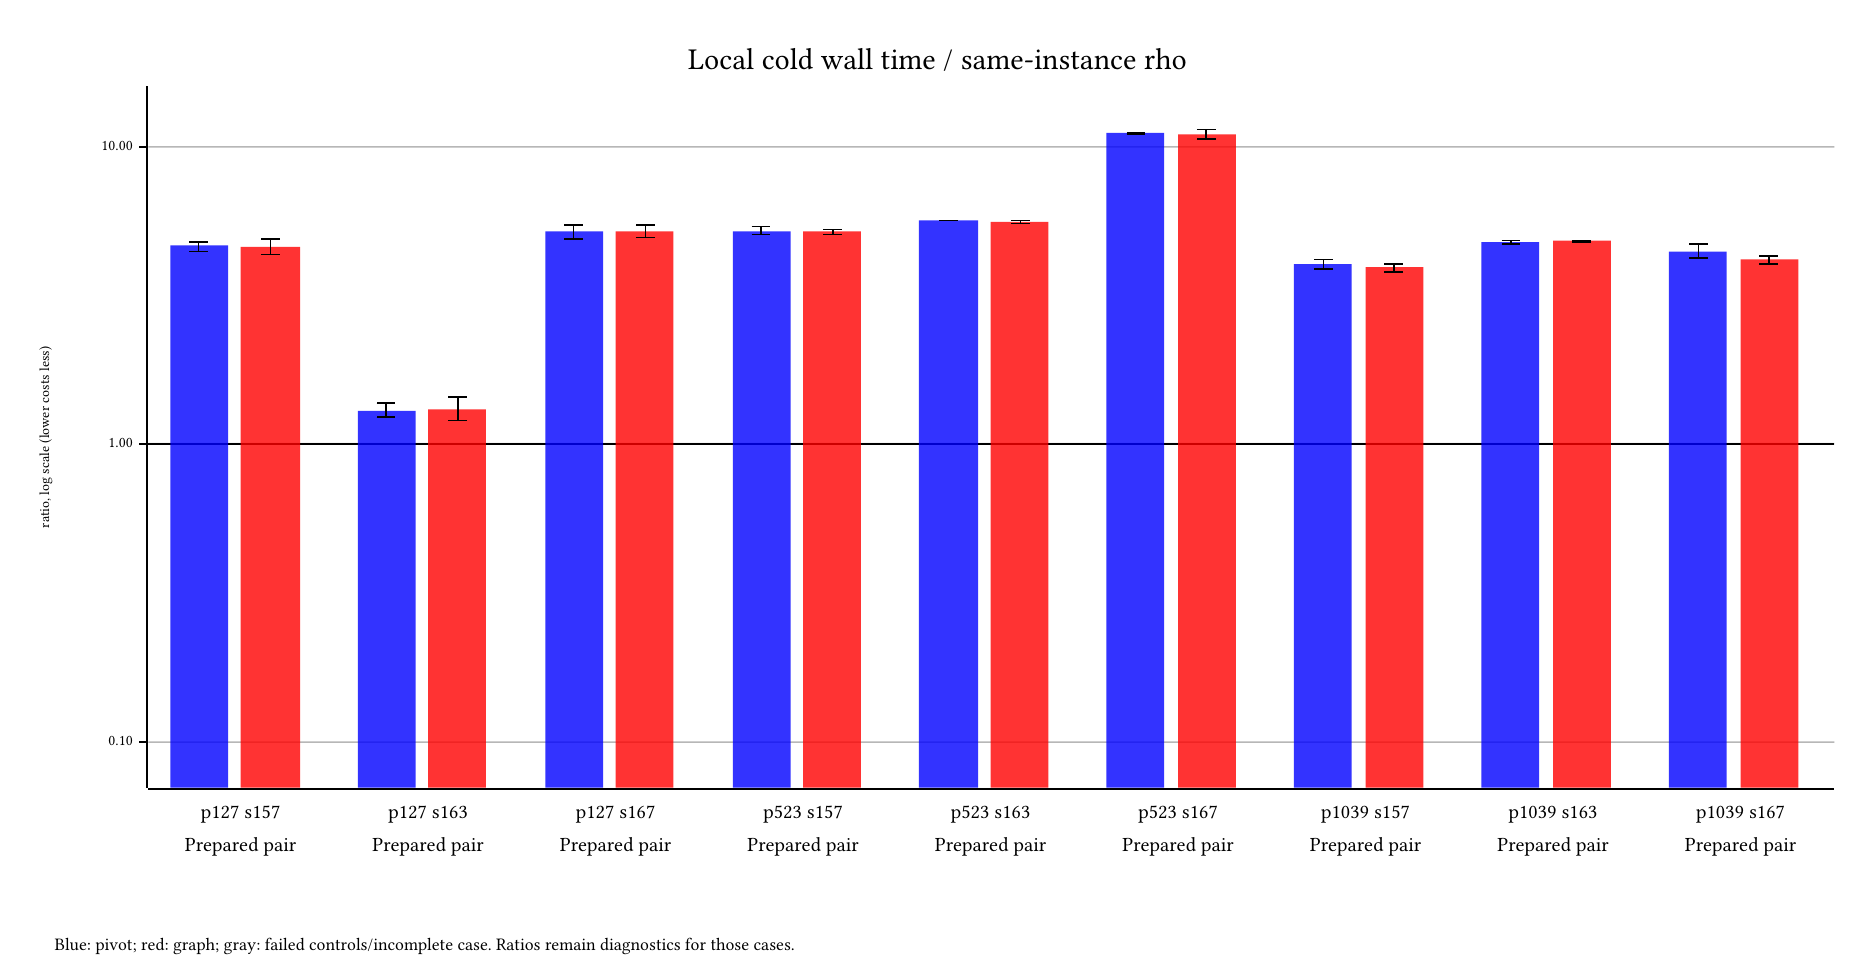 Local cold wall time / same-instance rho
10.00
1.00
0.10
ratio, log scale (lower costs less)
p127 s157
Prepared pair
p127 s163
Prepared pair
p127 s167
Prepared pair
p523 s157
Prepared pair
p523 s163
Prepared pair
p523 s167
Prepared pair
p1039 s157
Prepared pair
p1039 s163
Prepared pair
p1039 s167
Prepared pair
Blue: pivot; red: graph; gray: failed controls/incomplete case. Ratios remain diagnostics for those cases.